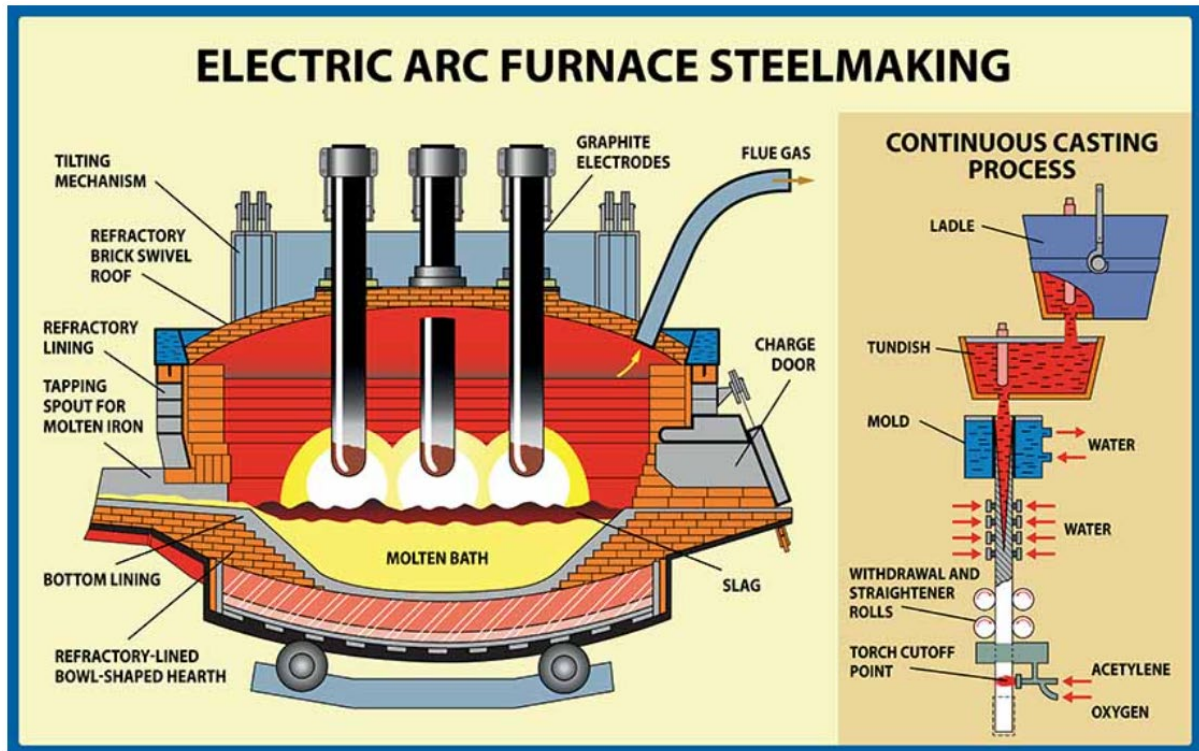 ELECTRIC ARC FURNACE STEELMAKING
TILTING
MECHANISM
REFRACTORY
BRICK SWIVEL
ROOF
REFRACTORY
LINING
TAPPING
SPOUT FOR
MOLTEN IRON
BOTTOM LINING
REFRACTORY-LINED
BOWL-SHAPED HEARTH
GRAPHITE
ELECTRODES
FLUE GAS
CHARGE
DOOR
MOLTEN BATH
SLAG
CONTINUOUS CASTING
PROCESS
LADLE
TUNDISH
MOLD
WATER
WATER
WITHDRAWAL AND
STRAIGHTENER
ROLLS
TORCH CUTOFF
POINT
ACETYLENE
OXYGEN